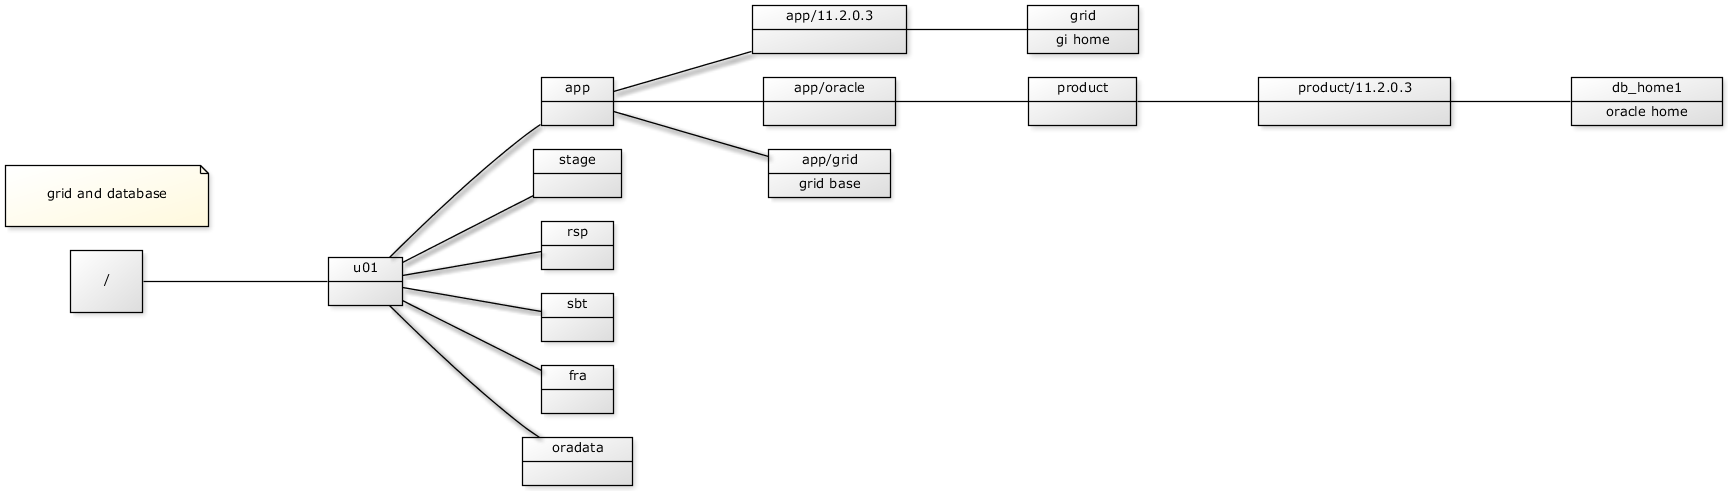 app/11.2.0.3
grid
gi home
app
app/oracle
product
product/11.2.0.3
db_home1
oracle home
stage
app/grid
grid base
grid and database
rsp
/
u01
sbt
fra
oradata